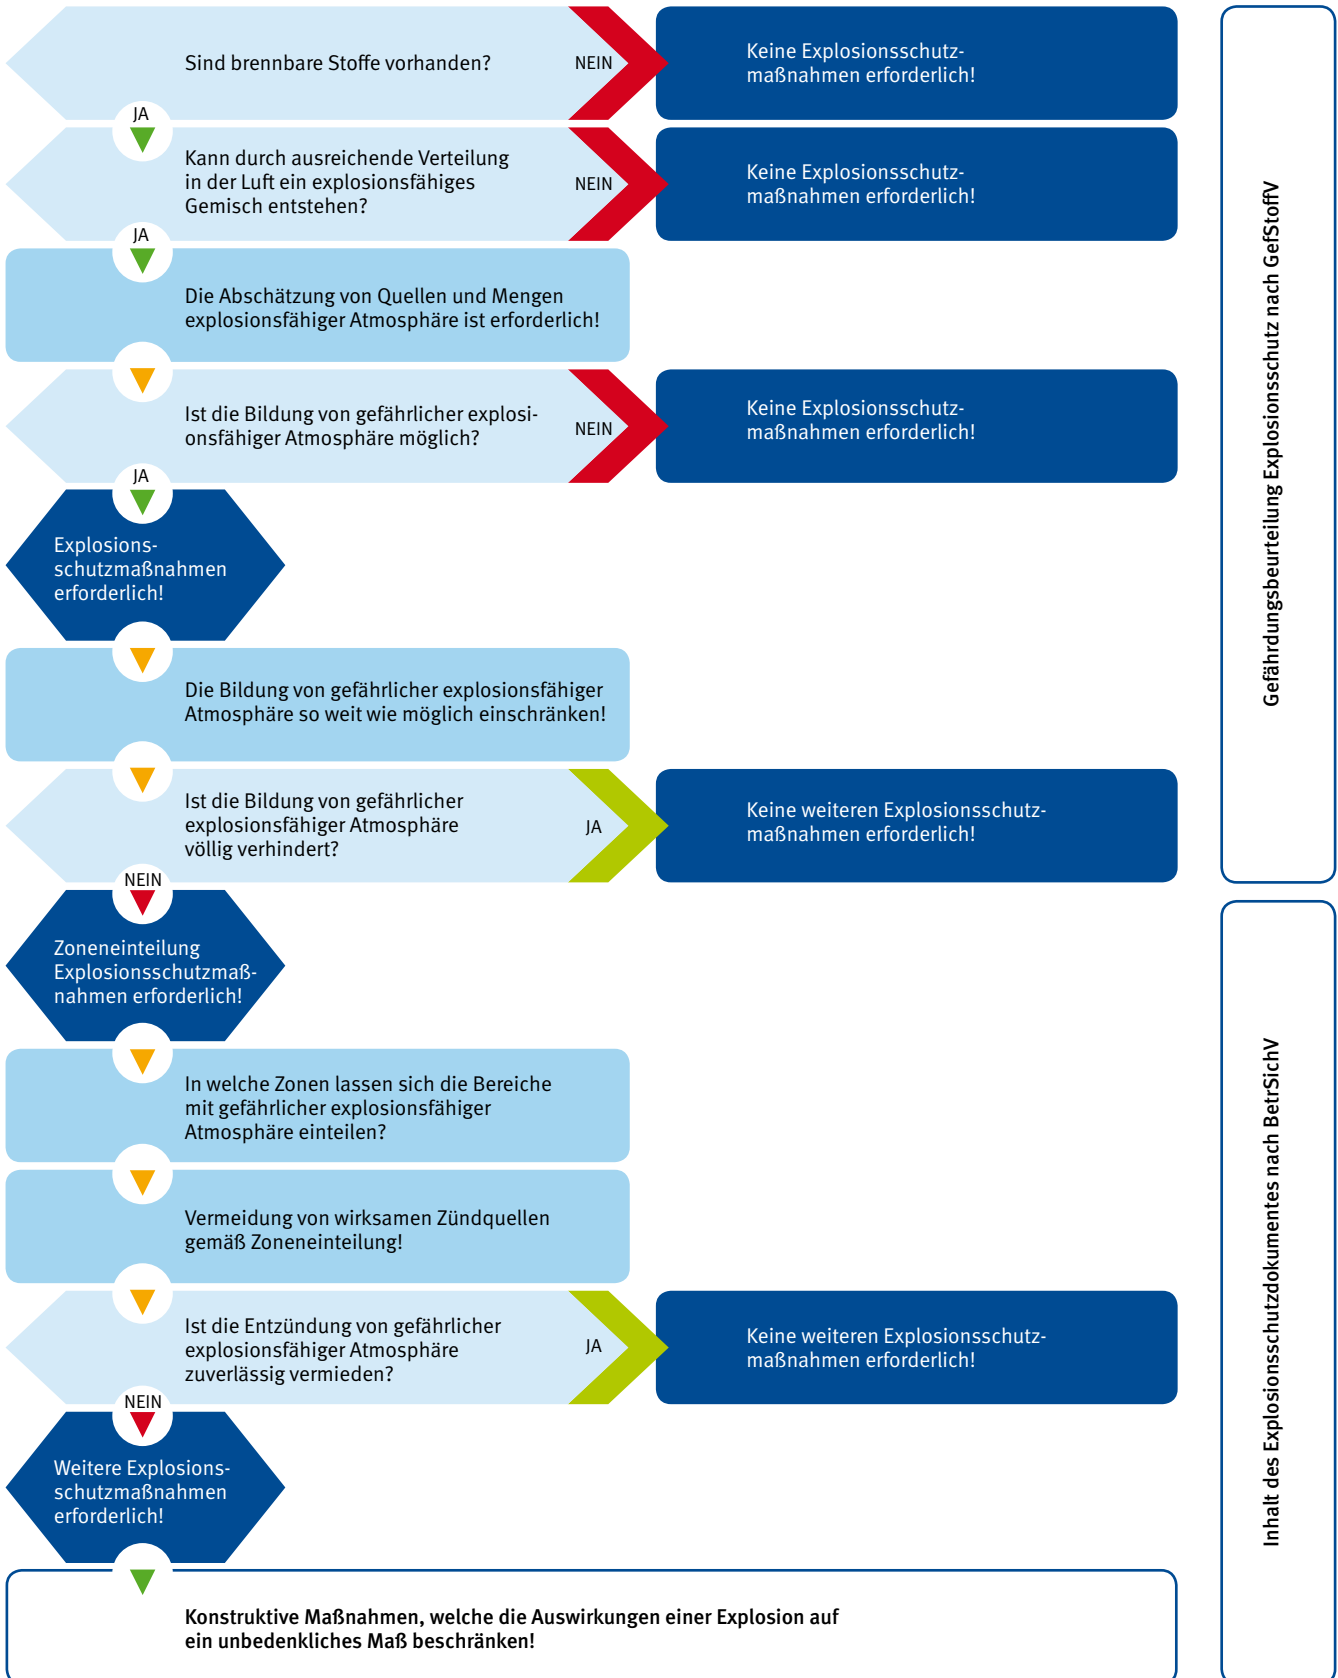 Sind brennbare Stoffe vorhanden?
NEIN
Keine Explosionsschutz-
maßnahmen erforderlich!
JA
Kann durch ausreichende Verteilung
in der Luft ein explosionsfähiges
Gemisch entstehen?
NEIN
Keine Explosionsschutz-
maßnahmen erforderlich!
JA
Die Abschätzung von Quellen und Mengen
explosionsfähiger Atmosphäre ist erforderlich!
Ist die Bildung von gefährlicher explosi-
onsfähiger Atmosphäre möglich?
NEIN
Keine Explosionsschutz-
maßnahmen erforderlich!
JA
Explosions-
schutzmaßnahmen
erforderlich!
Die Bildung von gefährlicher explosionsfähiger
Atmosphäre so weit wie möglich einschränken!
Ist die Bildung von gefährlicher
explosionsfähiger Atmosphäre
völlig verhindert?
JA
Keine weiteren Explosionsschutz-
maßnahmen erforderlich!
Gefährdungsbeurteilung Explosionsschutz nach GefStoffV
NEIN
Zoneneinteilung
Explosionsschutzmaß-
nahmen erforderlich!
In welche Zonen lassen sich die Bereiche
mit gefährlicher explosionsfähiger
Atmosphäre einteilen?
Vermeidung von wirksamen Zündquellen
gemäß Zoneneinteilung!
Ist die Entzündung von gefährlicher
explosionsfähiger Atmosphäre
zuverlässig vermieden?
JA
Keine weiteren Explosionsschutz-
maßnahmen erforderlich!
NEIN
Weitere Explosions-
schutzmaßnahmen
erforderlich!
Konstruktive Maßnahmen, welche die Auswirkungen einer Explosion auf
ein unbedenkliches Maß beschränken!
Inhalt des Explosionsschutzdokumentes nach BetrSichV